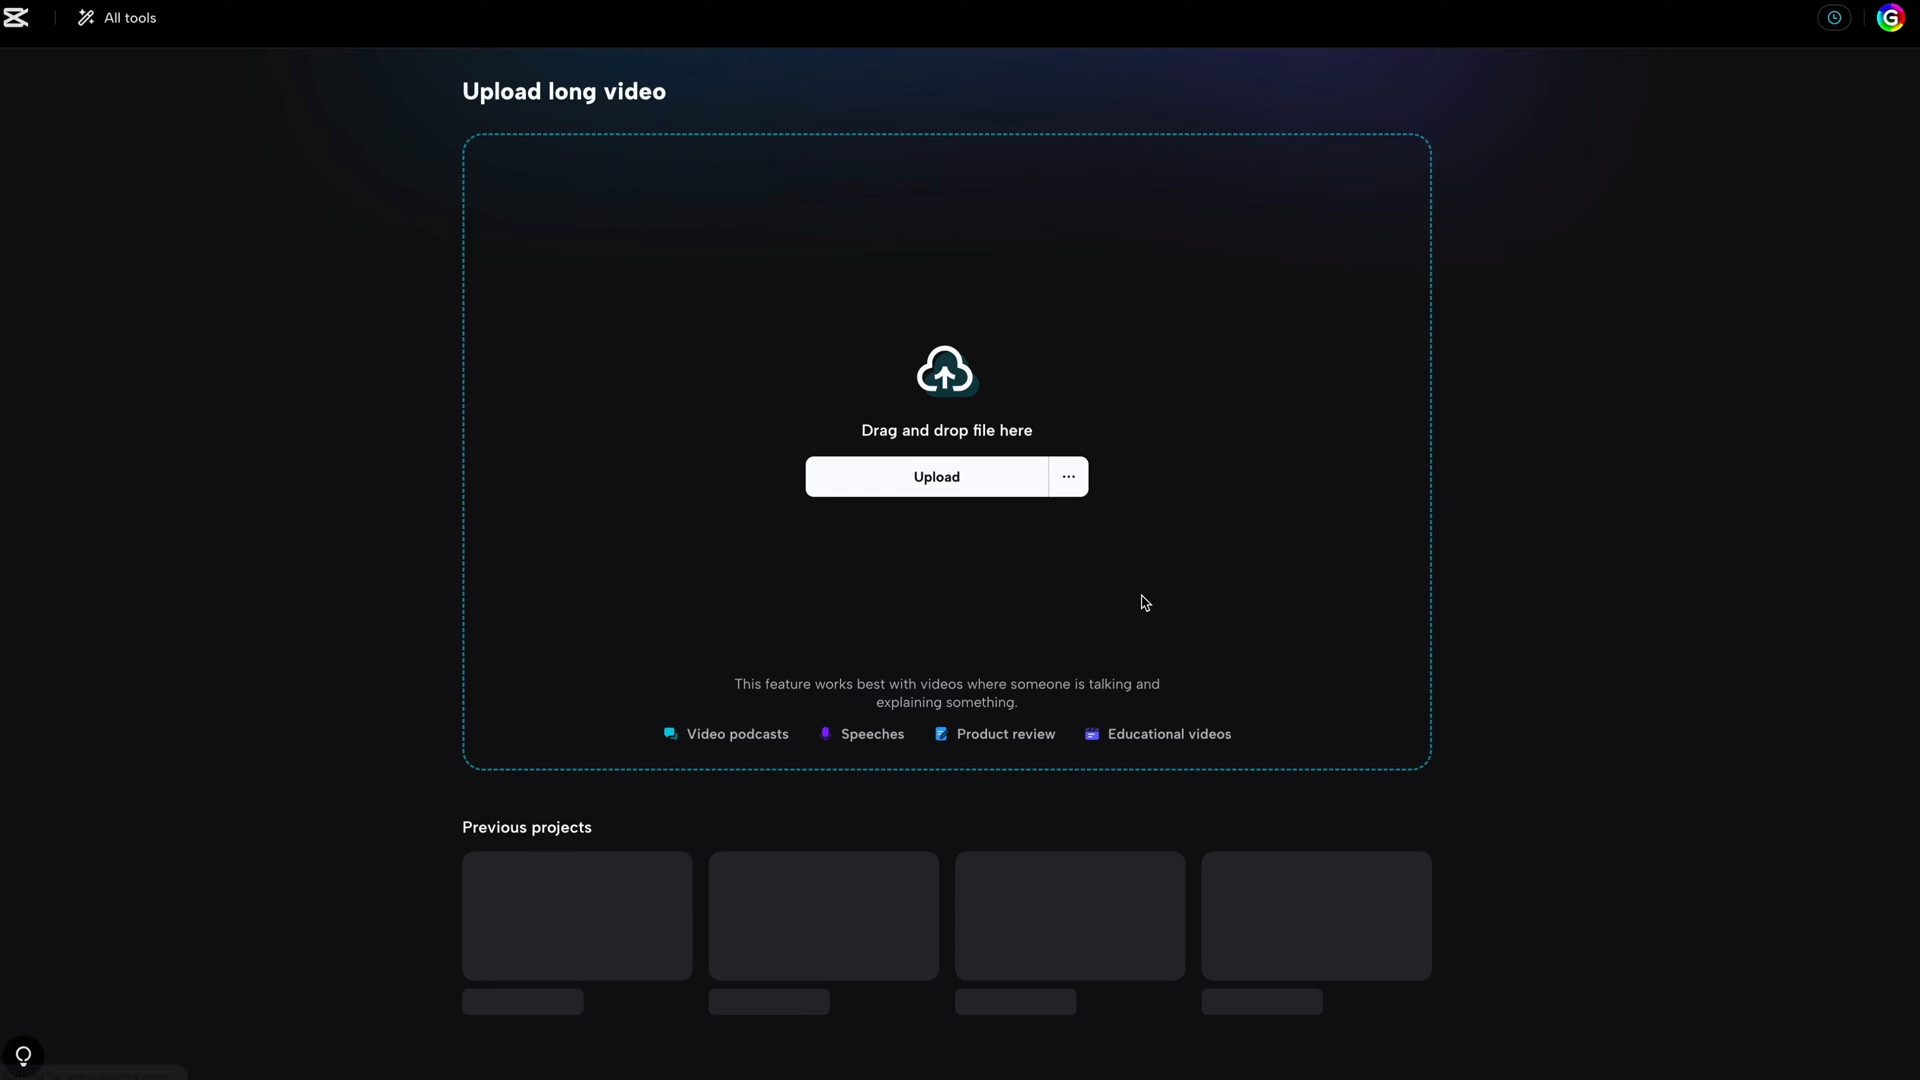 All tools
G
Upload long video
Drag and drop file here
Upload
This feature works best with videos where someone is talking and
explaining something.
Video podcasts
Speeches
Product review
Educational videos
Previous projects